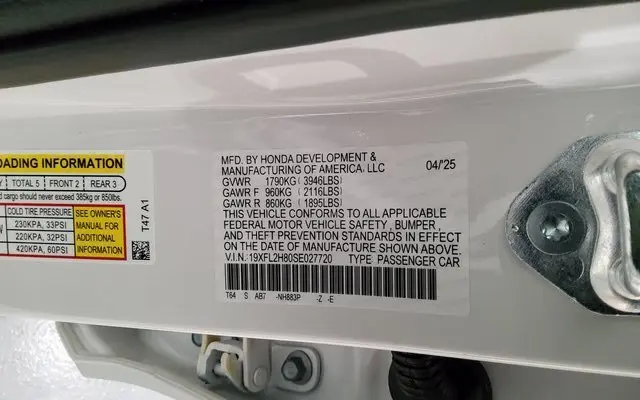 OADING INFORMATION
Y TOTAL 5 FRONT 2 REAR 3
d cargo should never exceed 385kg or 850lbs.
COLD TIRE PRESSURE SEE OWNER'S
230KPA, 33PSI MANUAL FOR
220KPA, 32PSI ADDITIONAL
420KPA, 60PSI INFORMATION
T47 A1
MFD. BY HONDA DEVELOPMENT &
MANUFACTURING OF AMERICA, LLC 04/'25
GVWR 1790KG (3946LBS)
GAWR F 960KG (2116LBS)
GAWR R 860KG (1895LBS)
THIS VEHICLE CONFORMS TO ALL APPLICABLE
FEDERAL MOTOR VEHICLE SAFETY, BUMPER,
AND THEFT PREVENTION STANDARDS IN EFFECT
ON THE DATE OF MANUFACTURE SHOWN ABOVE.
V.I.N. 19XFL2H80SE027720 TYPE: PASSENGER CAR
T64 S AB7 -NH883P -Z -E